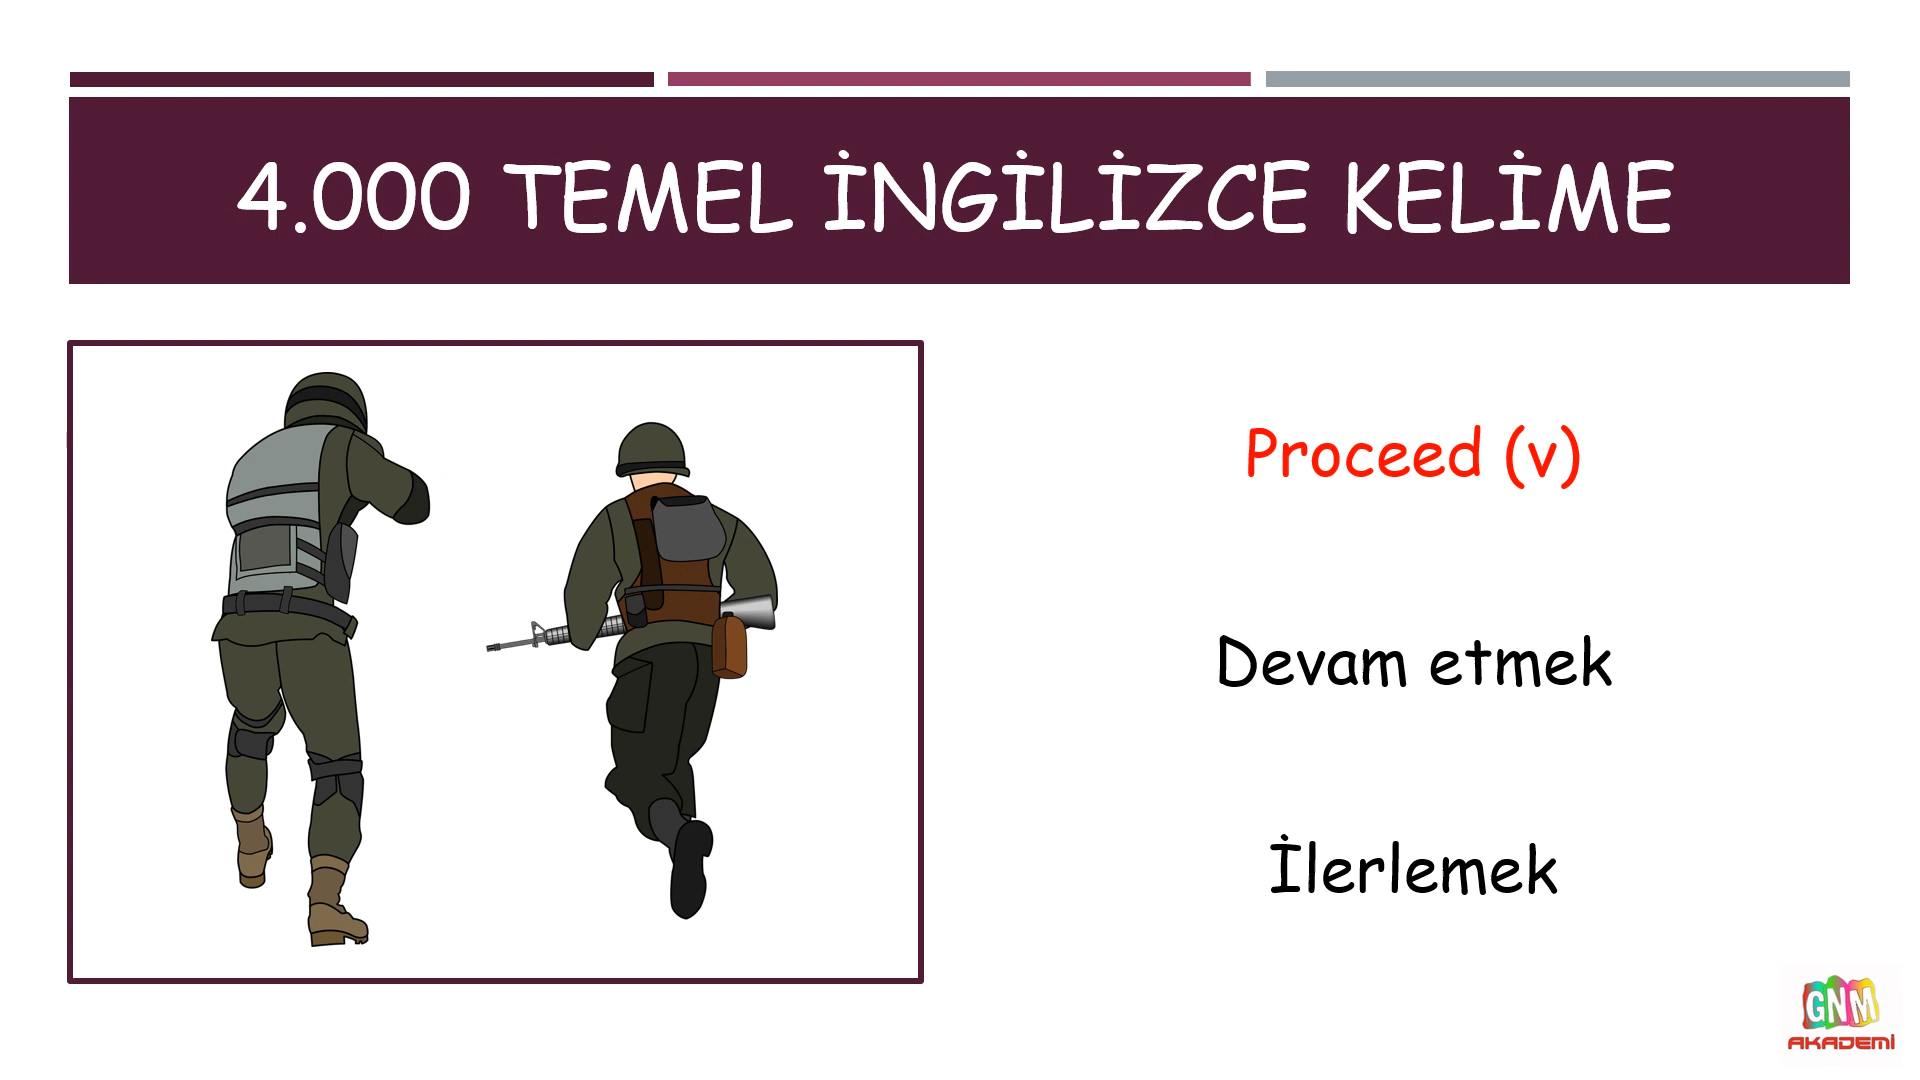 4.000 TEMEL İNGİLİZCE KELİME
Proceed (v)
Devam etmek
İlerlemek
GNM
AKADEMİ